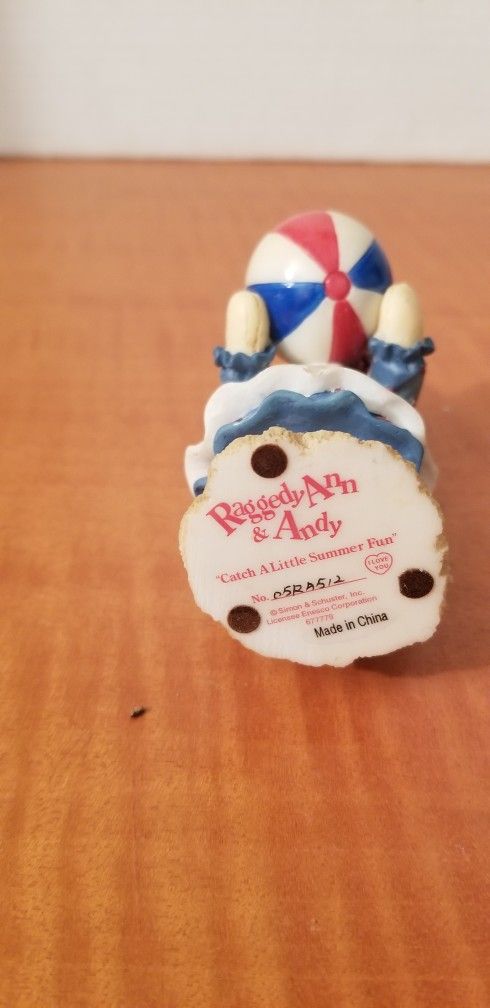 Raggedy Ann
& Andy
"Catch A Little Summer Fun"
I LOVE
YOU
No. 05RA512
© Simon & Schuster, Inc.
Licensee Enesco Corporation
677779
Made in China